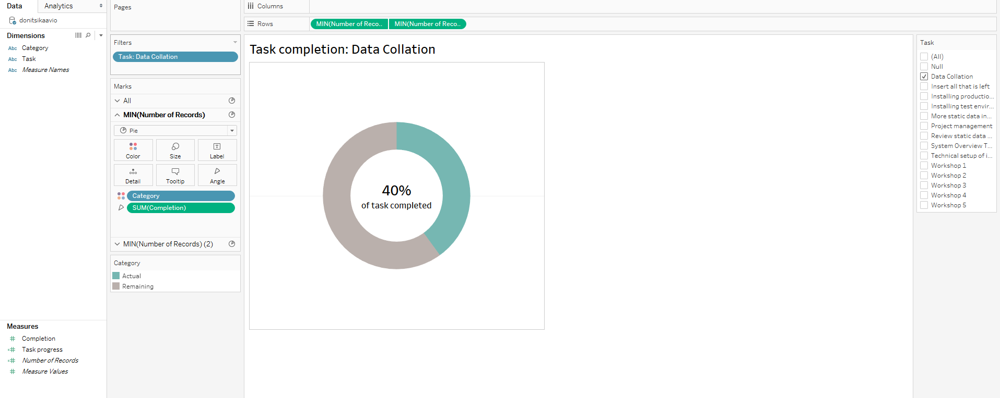 Data
Analytics
donitsikaavio
Dimensions
Abc Category
Abc Task
Abc Measure Names
Measures
Completion
Task progress
Number of Records
Measure Values
Pages
Filters
Task: Data Collation
Marks
All
MIN(Number of Records)
Pie
Color Size Label
Detail Tooltip Angle
Category
SUM(Completion)
MIN(Number of Records) (2)
Category
Actual
Remaining
Columns
Rows MIN(Number of Reco.. MIN(Number of Reco..
Task completion: Data Collation
40%
of task completed
Task
(All)
Null
Data Collation
Insert all that is left
Installing productio...
Installing test envir...
More static data in...
Project management
Review static data ...
System Overview T...
Technical setup of i...
Workshop 1
Workshop 2
Workshop 3
Workshop 4
Workshop 5